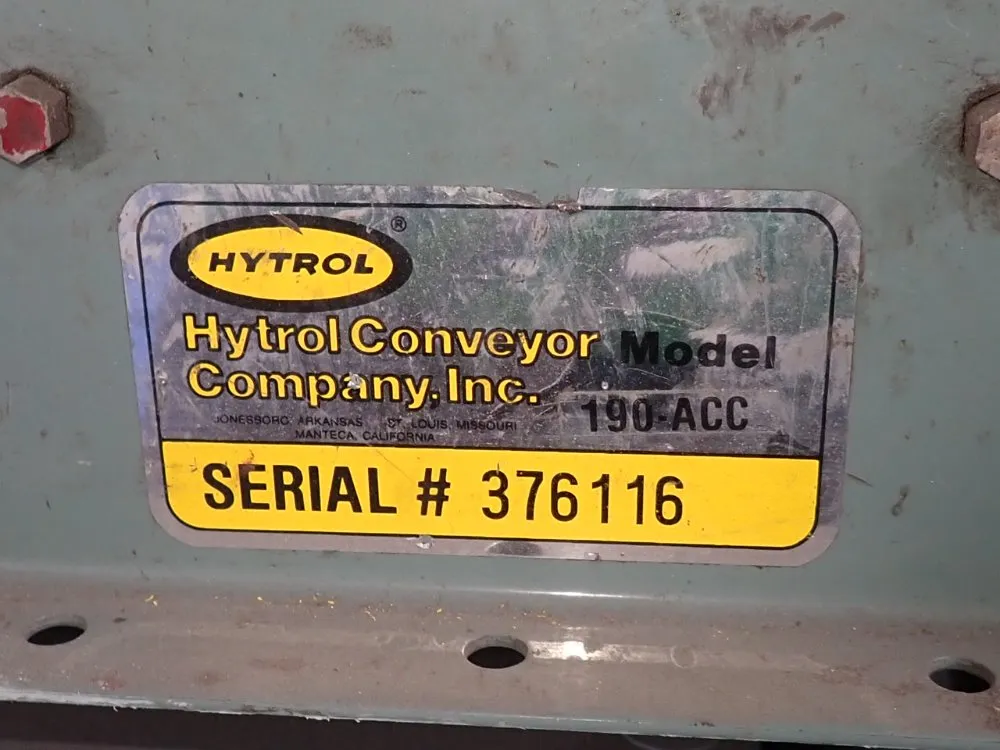 HYTROL ®
Hytrol Conveyor
Company, Inc.
JONESBORO, ARKANSAS ST. LOUIS, MISSOURI
MANTECA, CALIFORNIA
Model
190-ACC
SERIAL # 376116